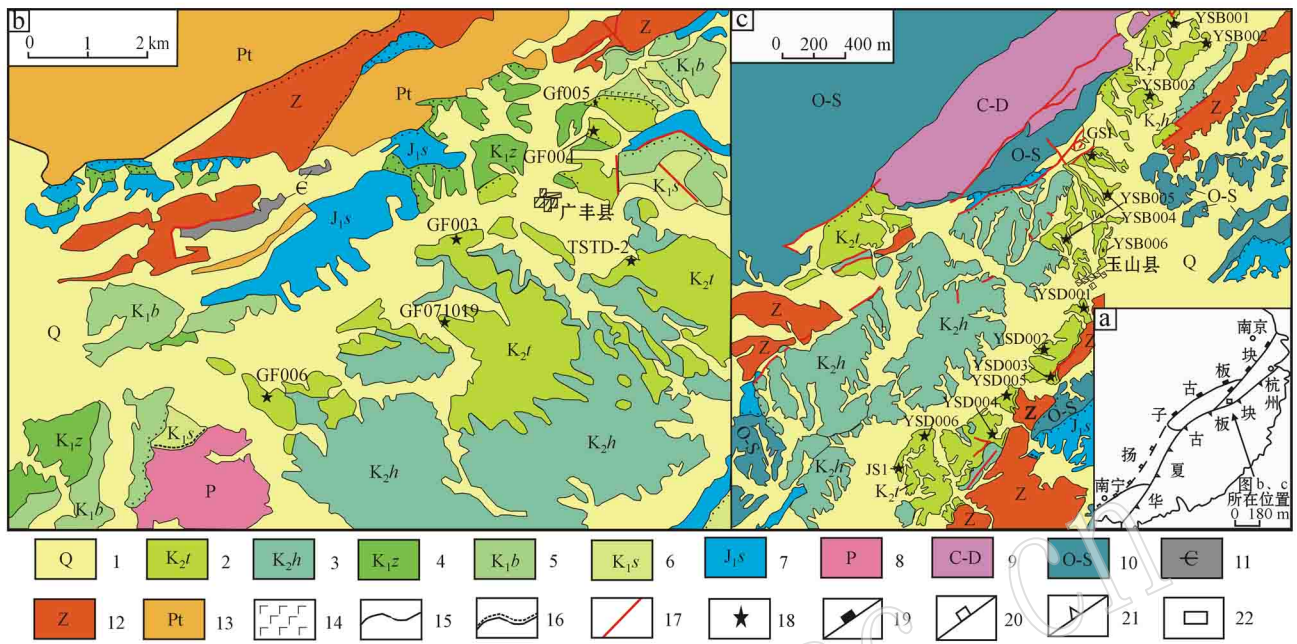 b
0 1 2 km
Pt
Z
Z
Pt
K₁b
Gf005
GF004
J₁s
K₁z
K₁s
Є
广丰县
J₁s
GF003
TSTD-2
K₂t
K₁b
Q
GF071019
K₂t
GF006
K₁s
K₁z
K₂h
K₂h
P
K₁b
c
0 200 400 m
YSB001
YSB002
K₂t
YSB003
Z
K₂h
O-S
C-D
GS1
O-S
YSB005
O-S
YSB004
K₂t
YSB006
玉山县
Q
YSD001
Z
K₂h
YSD002
Z
Z
K₂h
YSD003
YSD005
YSD004
Z
O-S
J₁s
YSD006
O-S
K₂h
JS1
K₂t
Z
Z
a
南京
杭州
扬子古板块
华夏古板块
南宁
图b、c
所在位置
0 180 m
Q 1 K₂t 2 K₂h 3 K₁z 4 K₁b 5 K₁s 6 J₁s 7 P 8 C-D 9 O-S 10 Є 11
Z 12 Pt 13 14 15 16 17 18 19 20 21 22